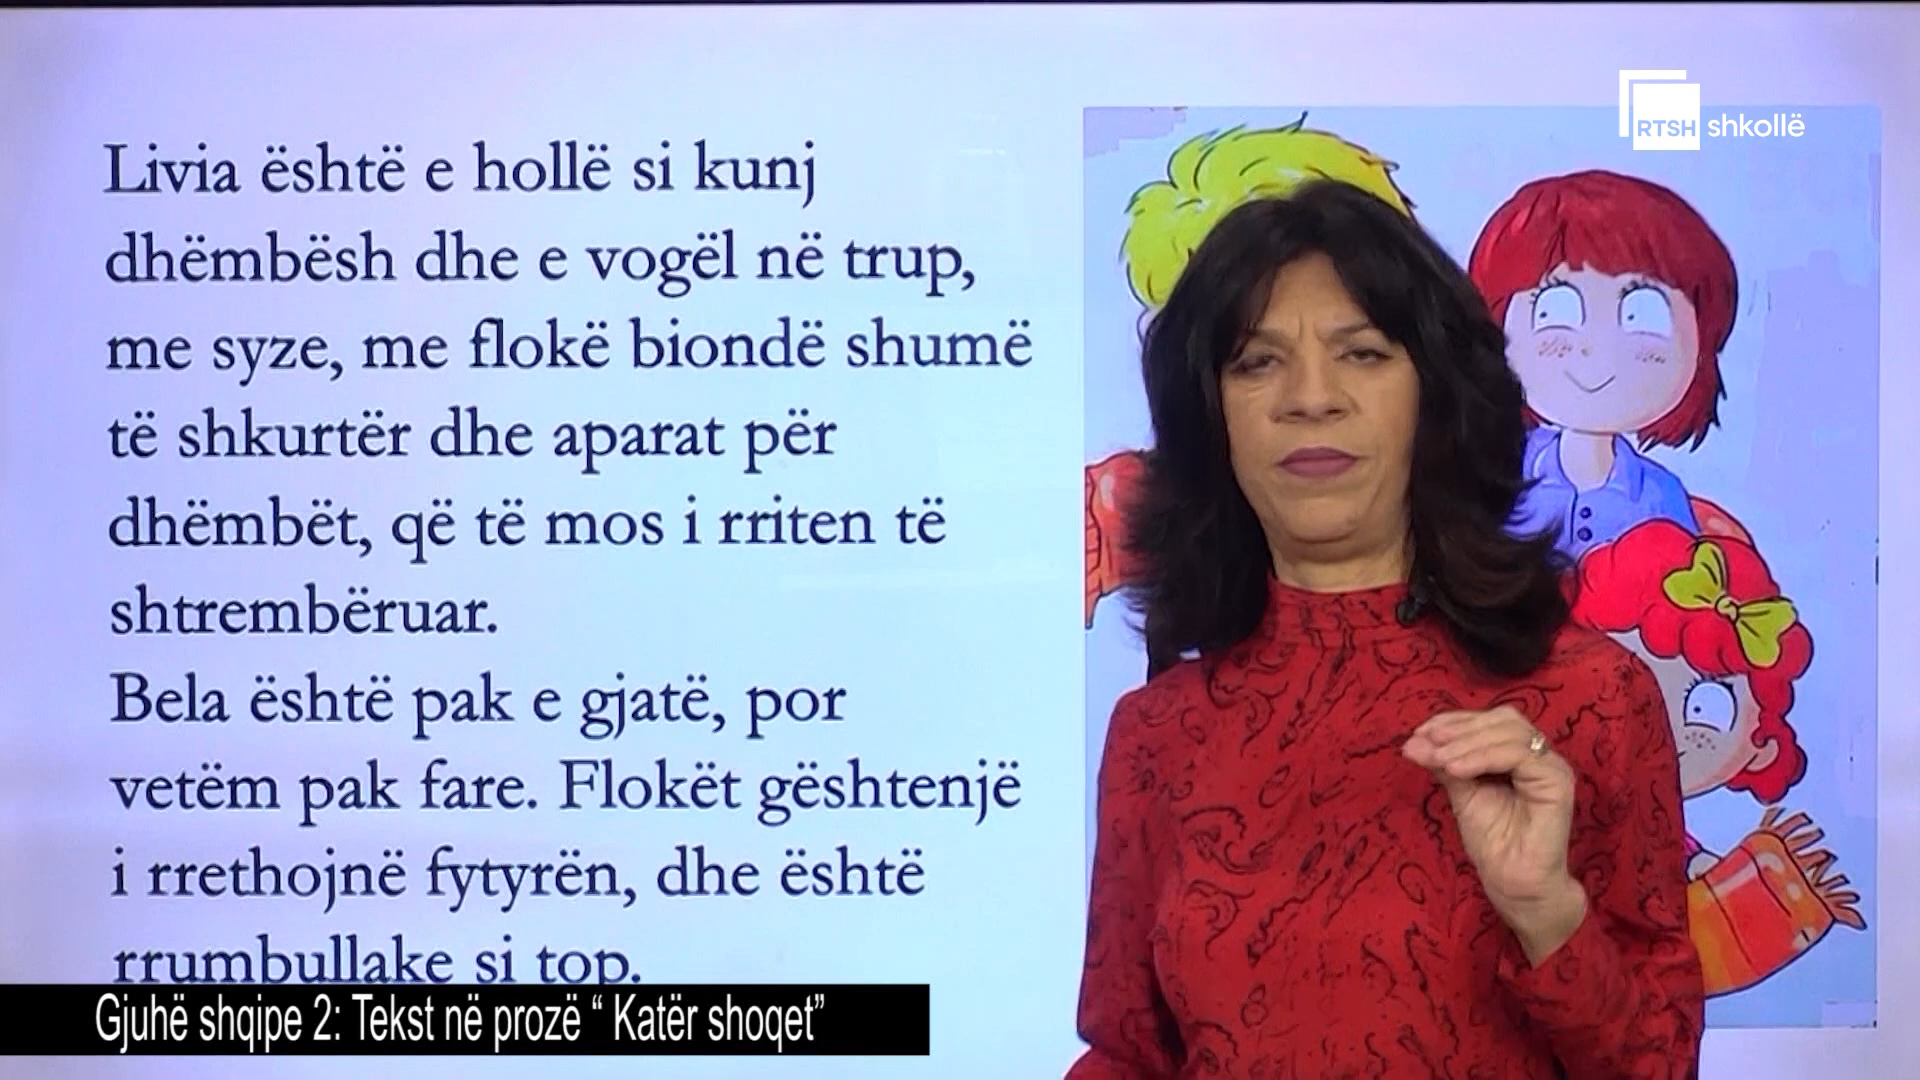 RTSH shkollë
Livia është e hollë si kunj
dhëmbësh dhe e vogël në trup,
me syze, me flokë biondë shumë
të shkurtër dhe aparat për
dhëmbët, që të mos i rriten të
shtrembëruar.
Bela është pak e gjatë, por
vetëm pak fare. Flokët gështenjë
i rrethojnë fytyrën, dhe është
rrumbullake si top.
Gjuhë shqipe 2: Tekst në prozë “ Katër shoqet”